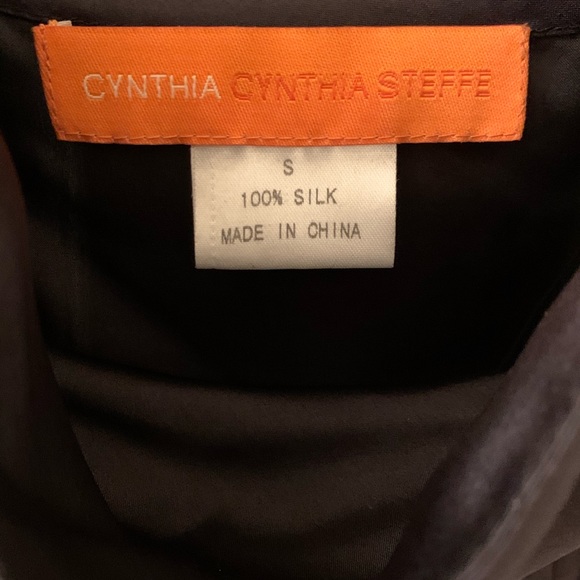 CYNTHIA CYNTHIA STEFFE
S
100% SILK
MADE IN CHINA